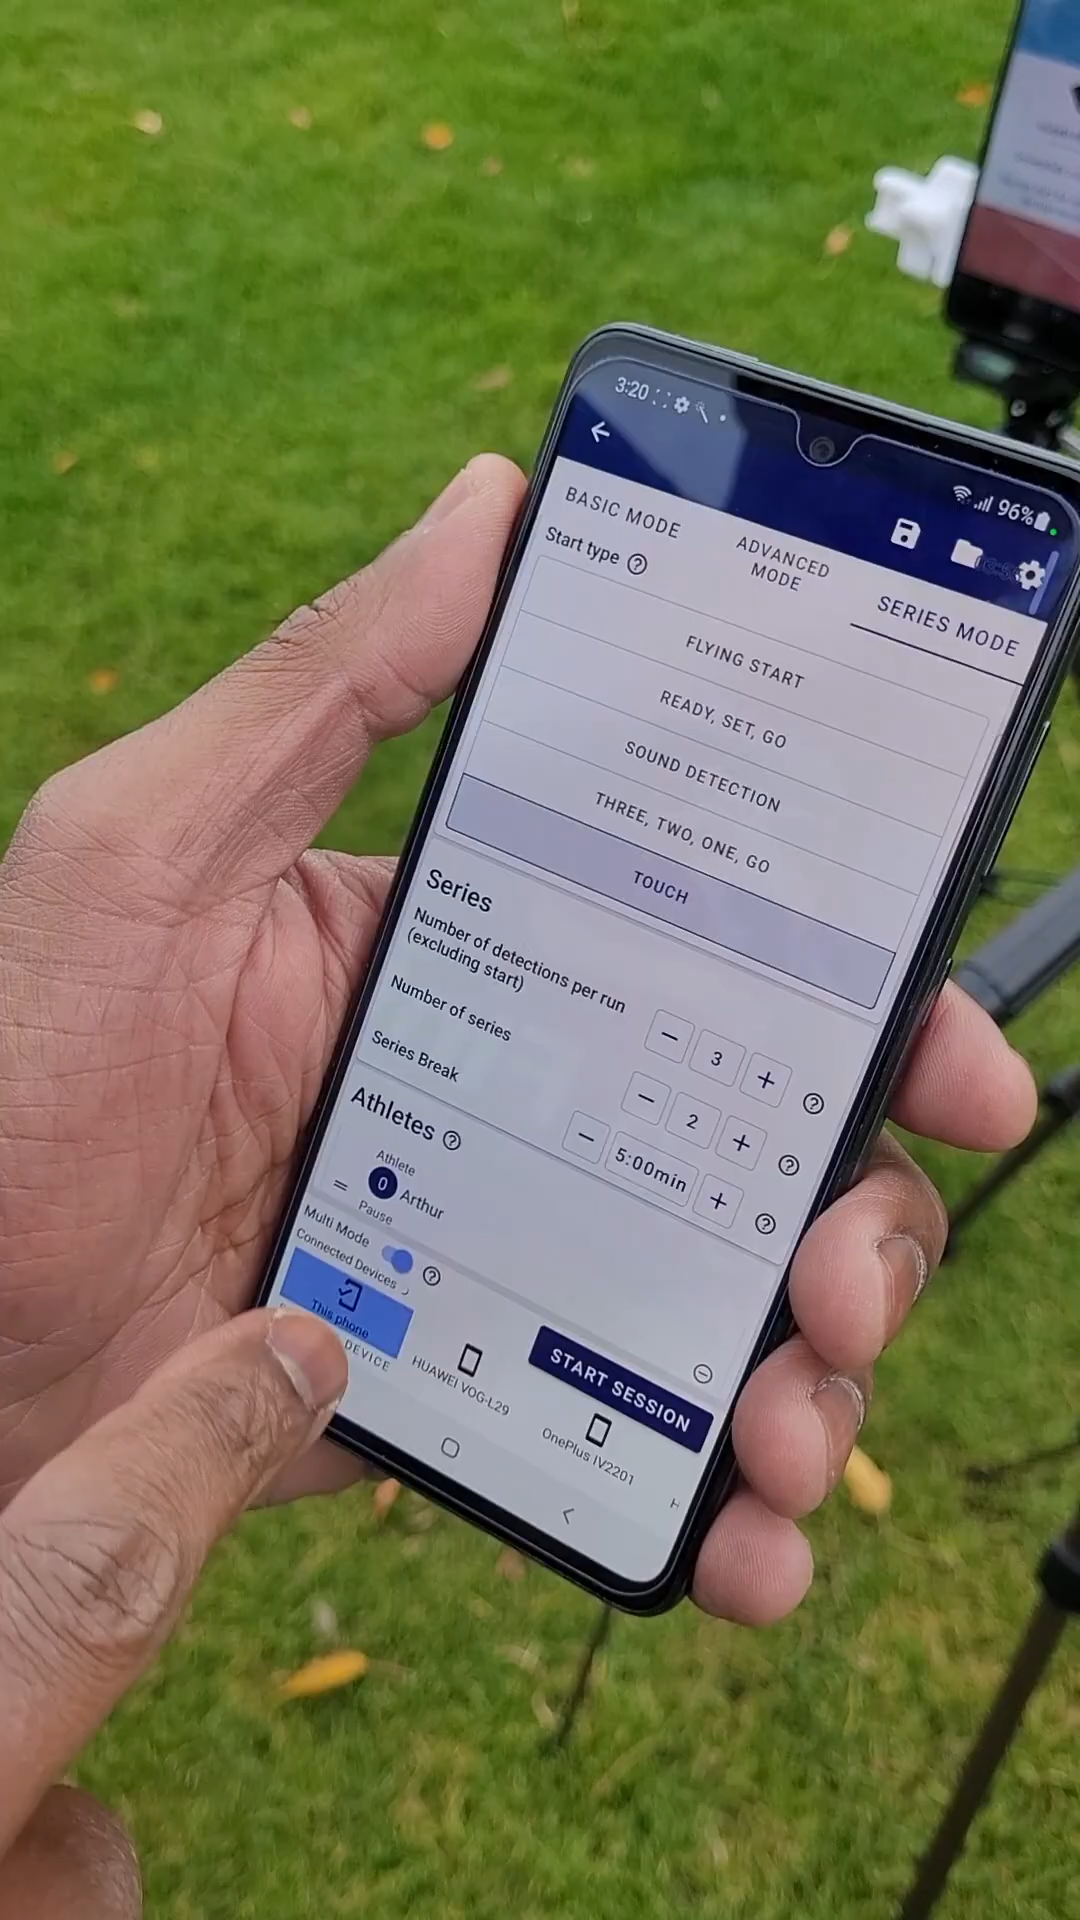 3:20
96%
BASIC MODE
ADVANCED
MODE
SERIES MODE
Start type
FLYING START
READY, SET, GO
SOUND DETECTION
THREE, TWO, ONE, GO
TOUCH
Series
Number of detections per run
(excluding start)
3
Number of series
2
Series Break
5:00min
Athletes
Athlete
0 Arthur
Pause
Multi Mode
Connected Devices
This phone
DEVICE
HUAWEI VOG-L29
START SESSION
OnePlus IV2201